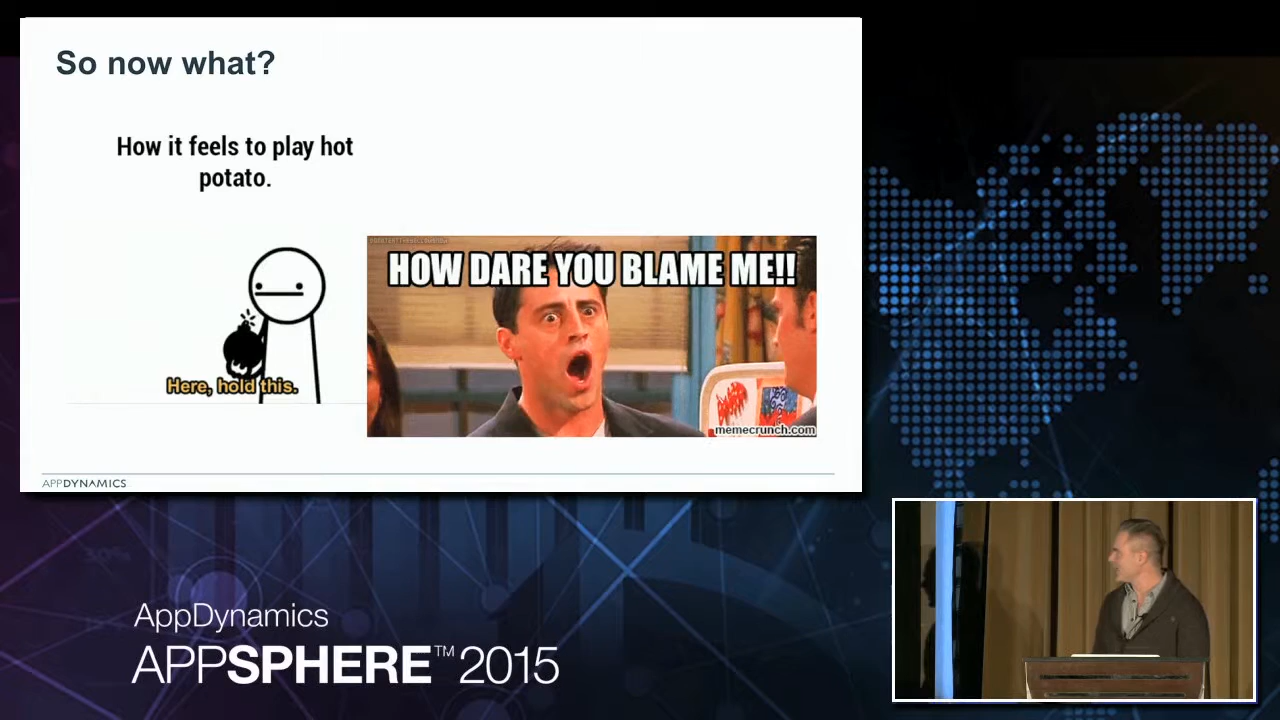 So now what?
How it feels to play hot
potato.
Here, hold this.
HOW DARE YOU BLAME ME!!
memecrunch.com
APPDYNAMICS
AppDynamics
APPSPHERE™ 2015